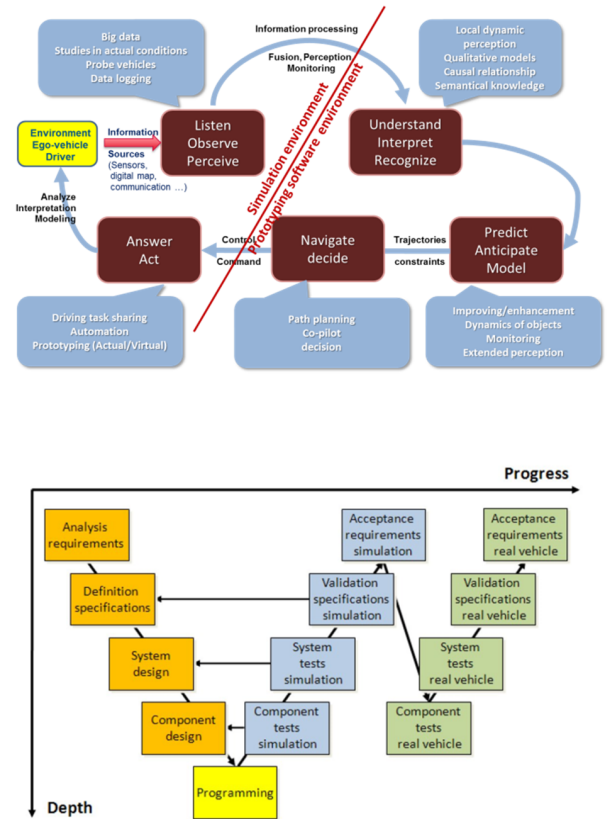 Big data
Studies in actual conditions
Probe vehicles
Data logging
Information processing
Fusion, Perception
Monitoring
Local dynamic
perception
Qualitative models
Causal relationship
Semantical knowledge
Environment
Ego-vehicle
Driver
Information
Sources
(Sensors,
digital map,
communication ...)
Listen
Observe
Perceive
Simulation environment
Prototyping software environment
Understand
Interpret
Recognize
Analyze
Interpretation
Modeling
Answer
Act
Control
Command
Navigate
decide
Trajectories
constraints
Predict
Anticipate
Model
Driving task sharing
Automation
Prototyping (Actual/Virtual)
Path planning
Co-pilot
decision
Improving/enhancement
Dynamics of objects
Monitoring
Extended perception
Progress
Analysis
requirements
Acceptance
requirements
simulation
Acceptance
requirements
real vehicle
Definition
specifications
Validation
specifications
simulation
Validation
specifications
real vehicle
System
design
System
tests
simulation
System
tests
real vehicle
Component
design
Component
tests
simulation
Component
tests
real vehicle
Programming
Depth